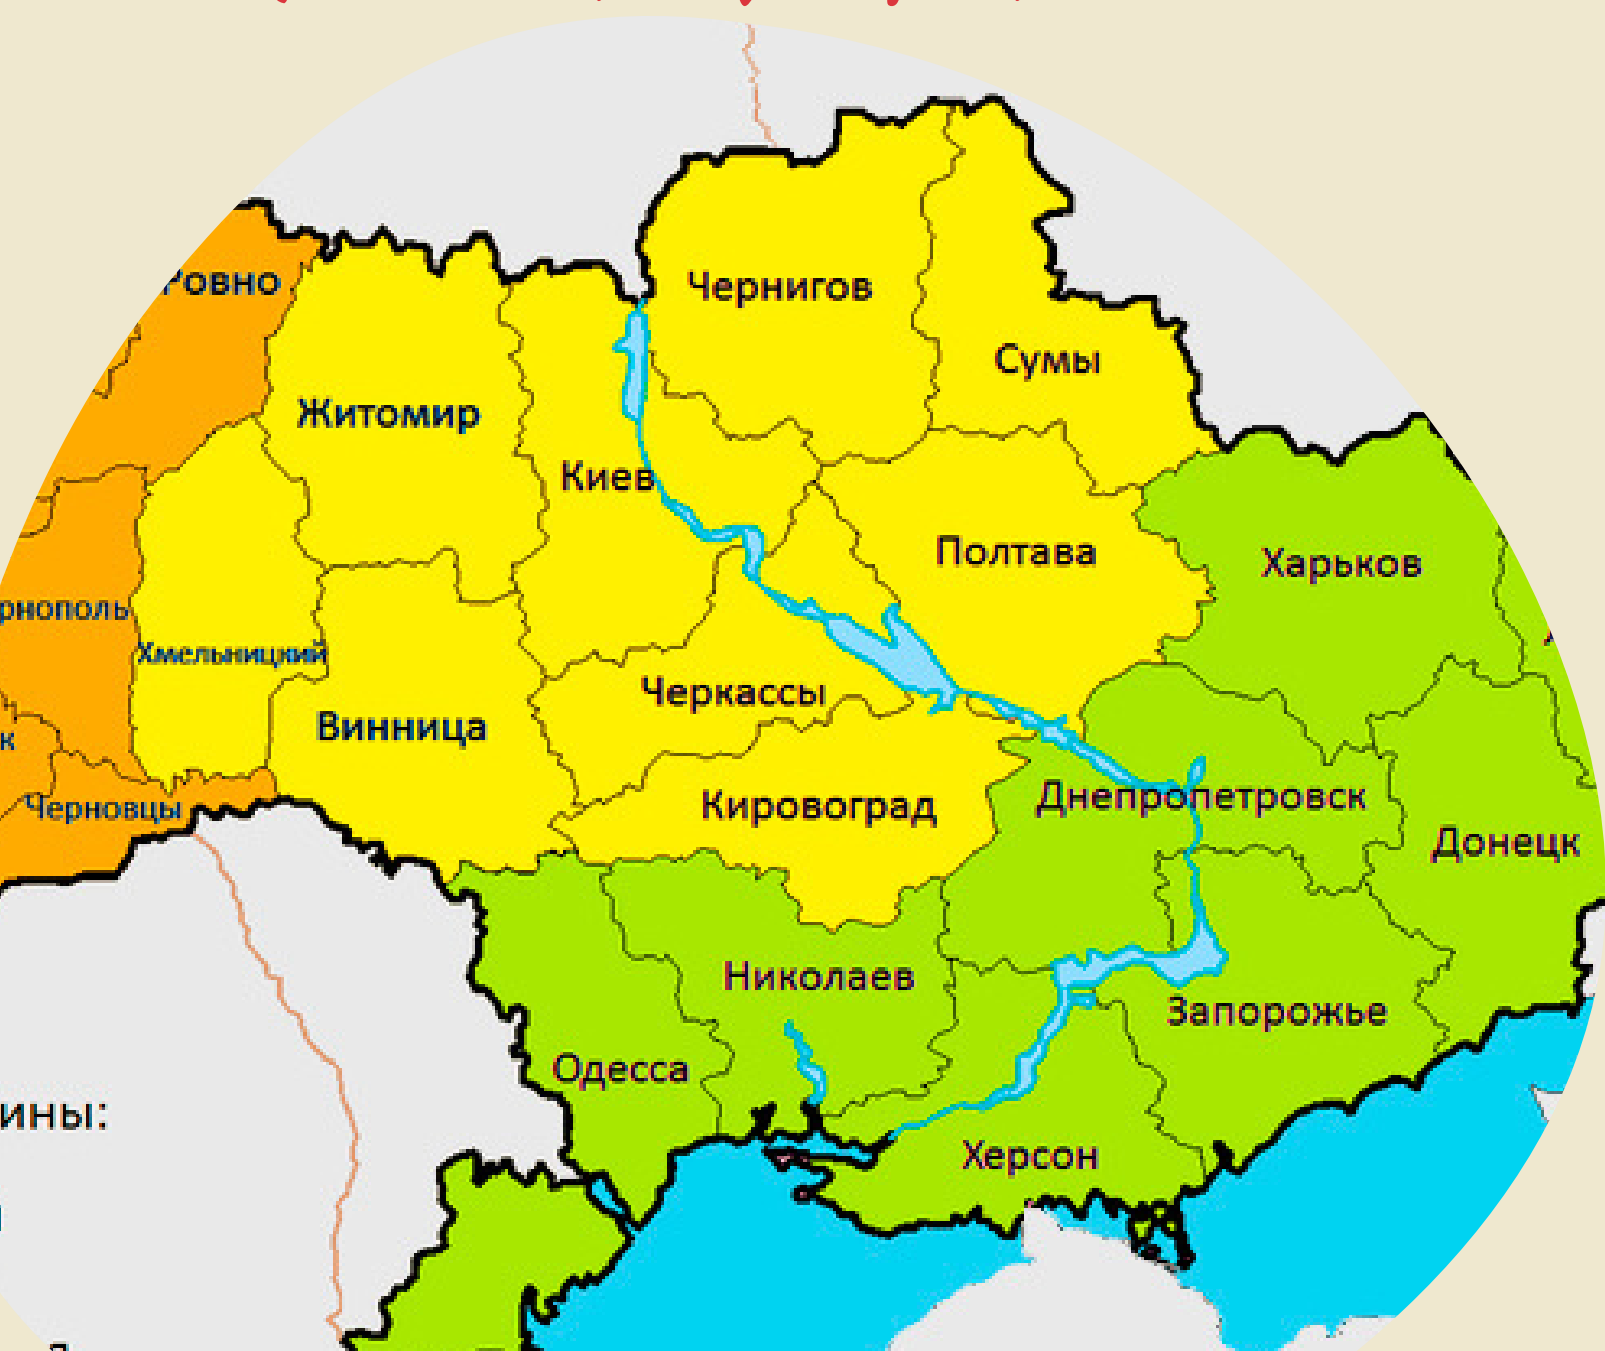 Чернигов
ровно
Сумы
Житомир
Киев
Полтава
Харьков
рнополь
Хмельницкий
Черкассы
Винница
к
Днепропетровск
Кировоград
Черновцы
Донецк
Николаев
Запорожье
Одесса
ины:
Херсон